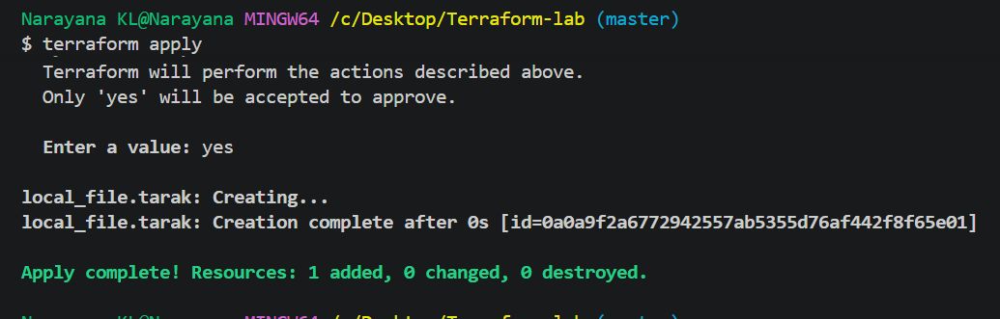 Narayana KL@Narayana MINGW64 /c/Desktop/Terraform-lab (master)
$ terraform apply
Terraform will perform the actions described above.
Only 'yes' will be accepted to approve.
Enter a value: yes
local_file.tarak: Creating...
local_file.tarak: Creation complete after 0s [id=0a0a9f2a6772942557ab5355d76af442f8f65e01]
Apply complete! Resources: 1 added, 0 changed, 0 destroyed.